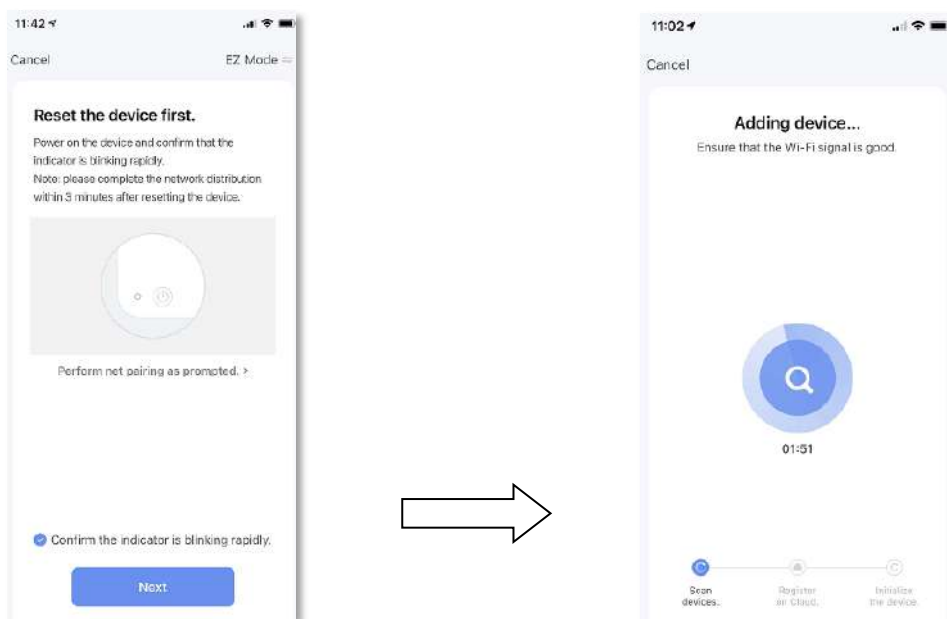 11:42
Cancel
EZ Mode
Reset the device first.
Power on the device and confirm that the
indicator is blinking rapidly.
Note: please complete the network distribution
within 3 minutes after resetting the device.
Perform net pairing as prompted. >
Confirm the indicator is blinking rapidly.
Next
11:02
Cancel
Adding device...
Ensure that the Wi-Fi signal is good.
01:51
Scan
devices.
Register
on Cloud.
Initialize
the device.